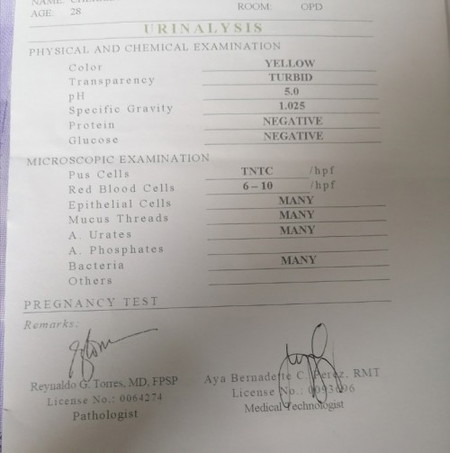 NAME:
AGE: 28
ROOM: OPD
URINALYSIS
PHYSICAL AND CHEMICAL EXAMINATION
Color YELLOW
Transparency TURBID
pH 5.0
Specific Gravity 1.025
Protein NEGATIVE
Glucose NEGATIVE
MICROSCOPIC EXAMINATION
Pus Cells TNTC /hpf
Red Blood Cells 6 – 10 /hpf
Epithelial Cells MANY
Mucus Threads MANY
A. Urates MANY
A. Phosphates
Bacteria MANY
Others
PREGNANCY TEST
Remarks:
Reynaldo G. Torres, MD, FPSP
License No.: 0064274
Pathologist
Aya Bernadette C. Perez, RMT
License No.:
Medical Technologist